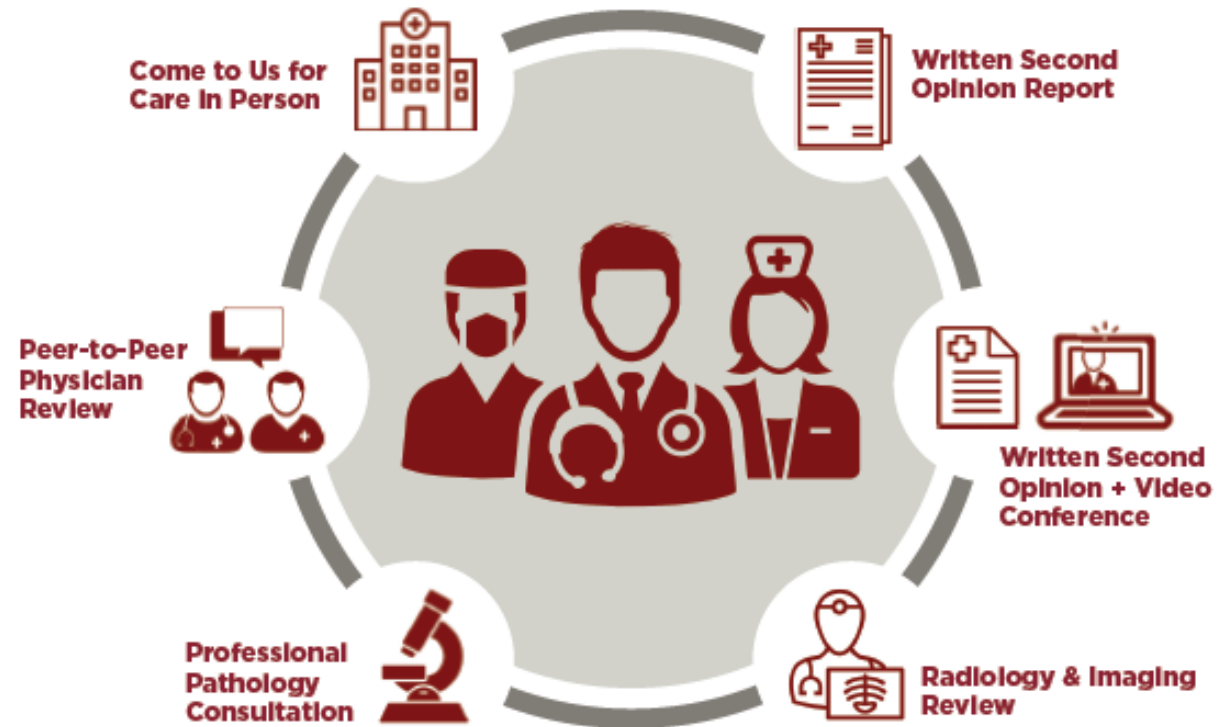 Come to Us for
Care in Person
Written Second
Opinion Report
Peer-to-Peer
Physician
Review
Written Second
Opinion + Video
Conference
Professional
Pathology
Consultation
Radiology & Imaging
Review